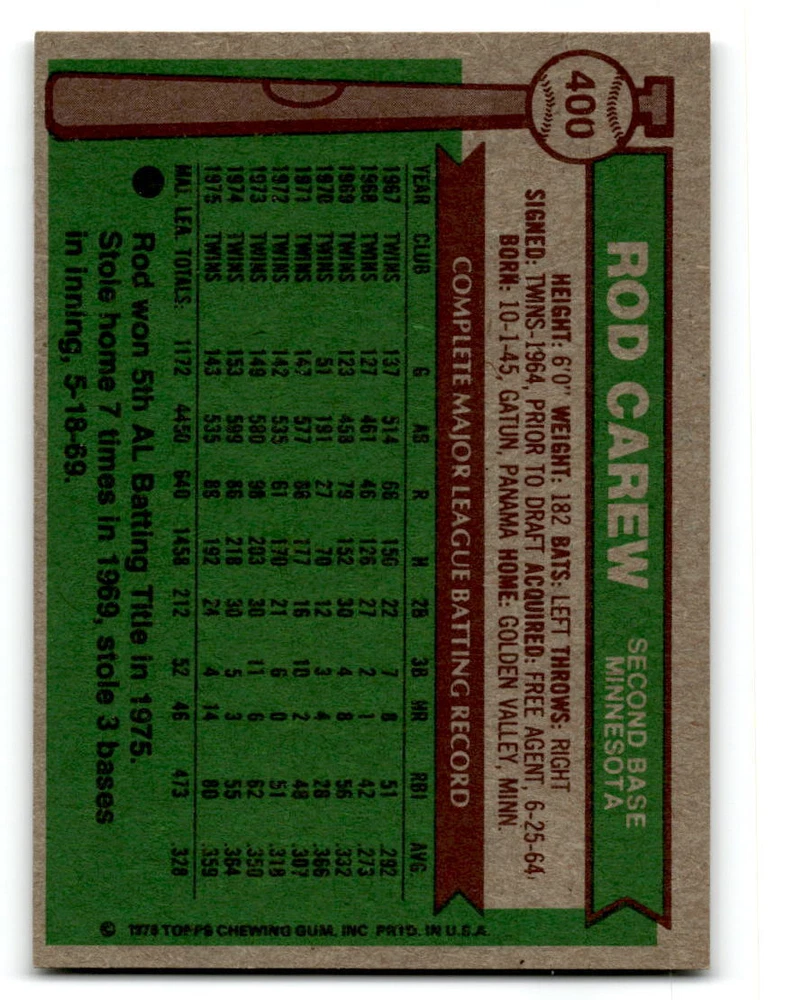 400
ROD CAREW
SECOND BASE
MINNESOTA
HEIGHT: 6'0" WEIGHT: 182 BATS: LEFT THROWS: RIGHT
SIGNED: TWINS-1964, PRIOR TO DRAFT ACQUIRED: FREE AGENT, 6-25-64,
BORN: 10-1-45, GATUN, PANAMA HOME: GOLDEN VALLEY, MINN.
COMPLETE MAJOR LEAGUE BATTING RECORD
YEAR CLUB G AB R H 2B 3B HR RBI AVG.
1967 TWINS 137 514 66 150 22 7 8 51 .292
1968 TWINS 127 461 46 126 27 2 1 42 .273
1969 TWINS 123 458 79 152 30 4 8 56 .332
1970 TWINS 51 191 27 70 12 3 4 28 .366
1971 TWINS 147 577 88 177 16 10 2 48 .307
1972 TWINS 142 535 61 170 21 6 0 51 .318
1973 TWINS 149 580 98 203 30 11 6 62 .350
1974 TWINS 153 599 86 218 30 5 3 55 .364
1975 TWINS 143 535 89 192 24 4 14 80 .359
MAJ. LEA. TOTALS: 1172 4450 640 1458 212 52 46 473 .328
Rod won 5th AL Batting Title in 1975.
Stole home 7 times in 1969, stole 3 bases
in inning, 5-18-69.
© 1976 TOPPS CHEWING GUM, INC PRTD. IN U.S.A.